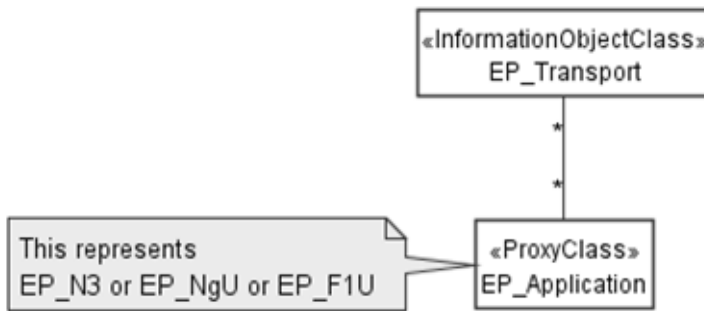 «InformationObjectClass»
EP_Transport
*
*
This represents
EP_N3 or EP_NgU or EP_F1U
«ProxyClass»
EP_Application